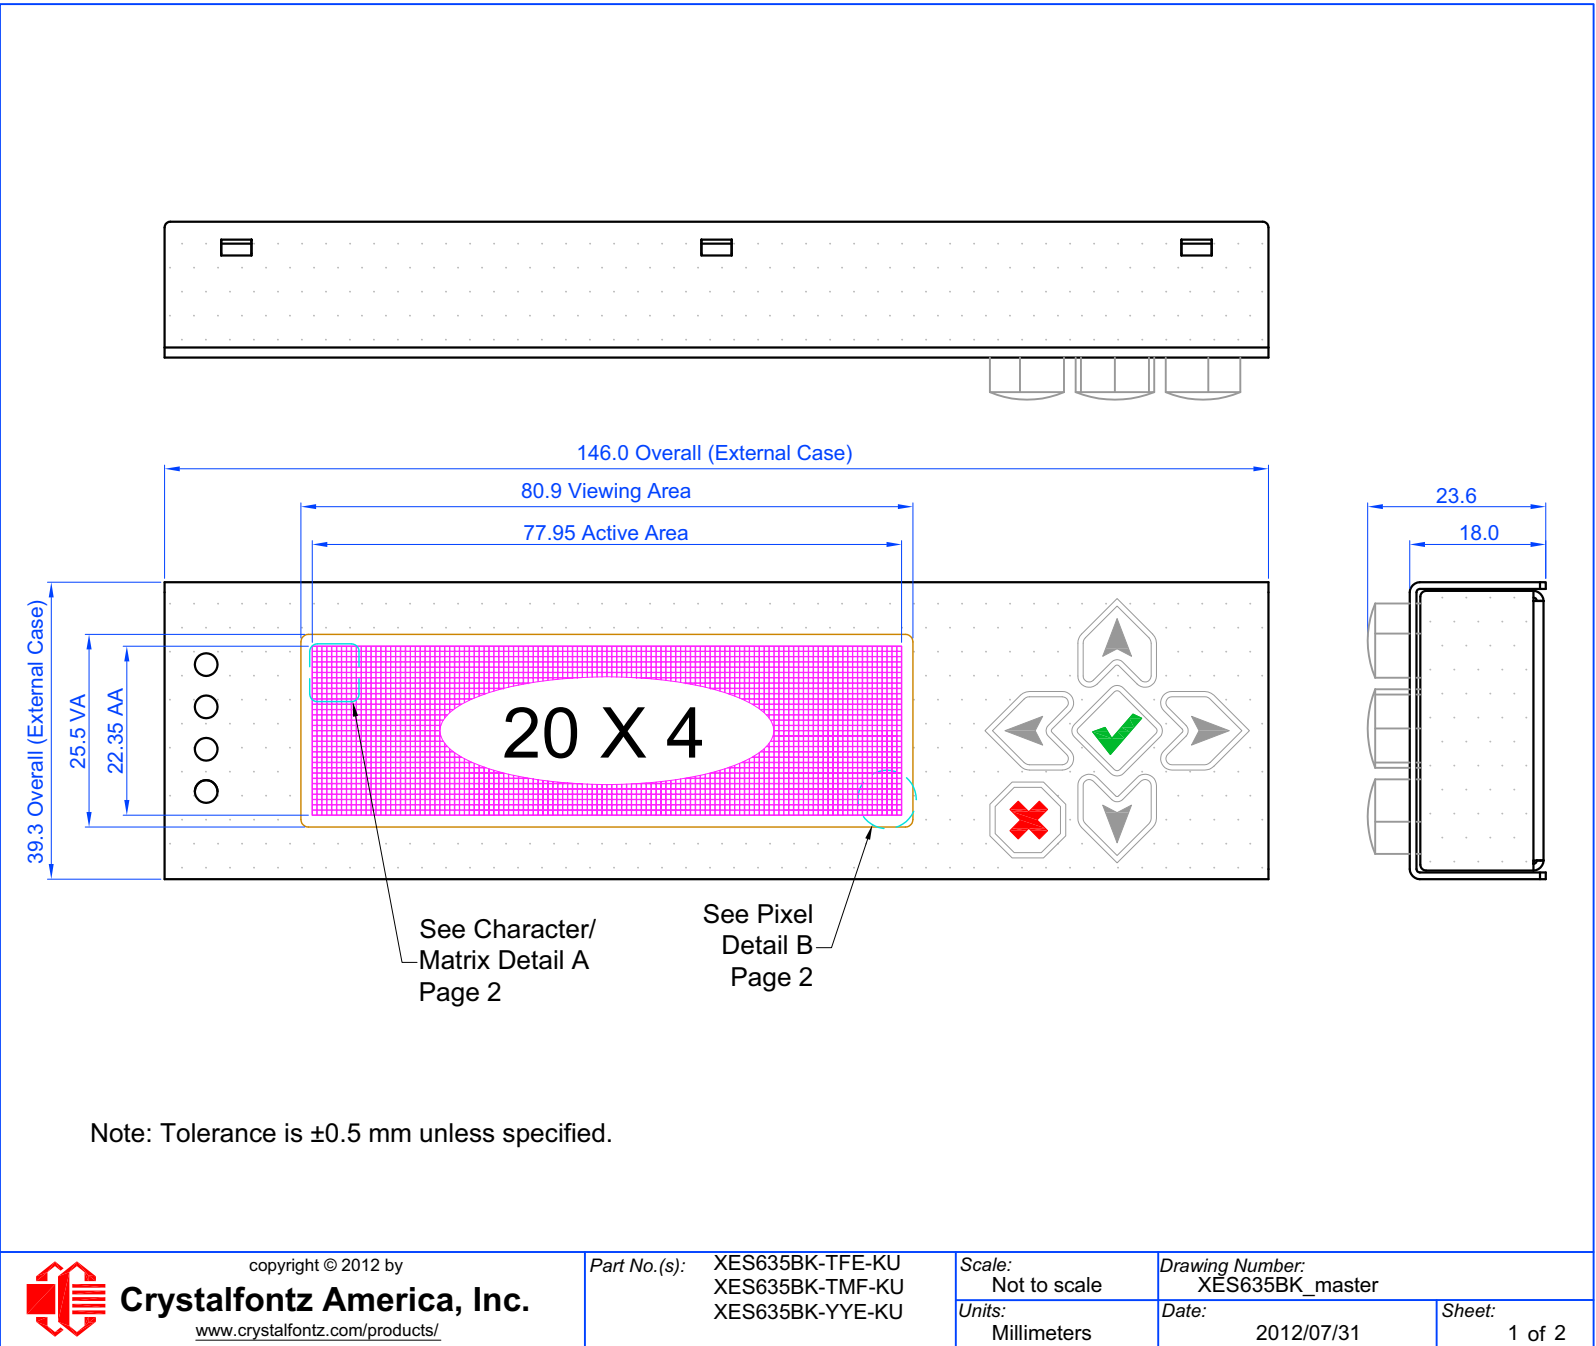 146.0 Overall (External Case)
80.9 Viewing Area
77.95 Active Area
23.6
18.0
39.3 Overall (External Case)
25.5 VA
22.35 AA
20 X 4
See Character/
Matrix Detail A
Page 2
See Pixel
Detail B
Page 2
Note: Tolerance is ±0.5 mm unless specified.
copyright © 2012 by
Crystalfontz America, Inc.
www.crystalfontz.com/products/
Part No.(s):
XES635BK-TFE-KU
XES635BK-TMF-KU
XES635BK-YYE-KU
Scale:
Not to scale
Drawing Number:
XES635BK_master
Units:
Millimeters
Date:
2012/07/31
Sheet:
1 of 2